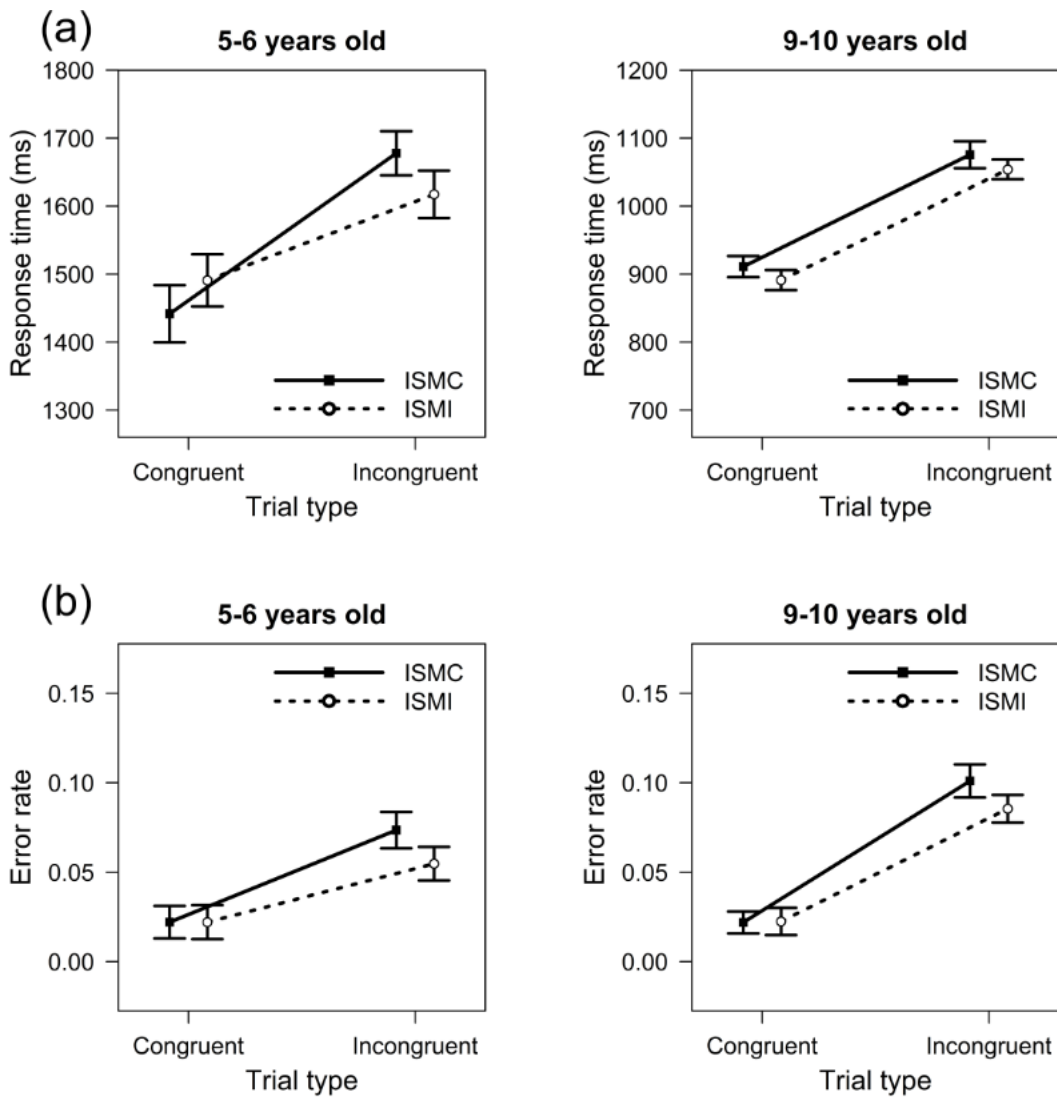 (a)
5-6 years old
9-10 years old
Response time (ms)
1800
1700
1600
1500
1400
1300
ISMC
ISMI
Congruent
Incongruent
Trial type
Response time (ms)
1200
1100
1000
900
800
700
ISMC
ISMI
Congruent
Incongruent
Trial type
(b)
5-6 years old
9-10 years old
Error rate
0.15
0.10
0.05
0.00
ISMC
ISMI
Congruent
Incongruent
Trial type
Error rate
0.15
0.10
0.05
0.00
ISMC
ISMI
Congruent
Incongruent
Trial type